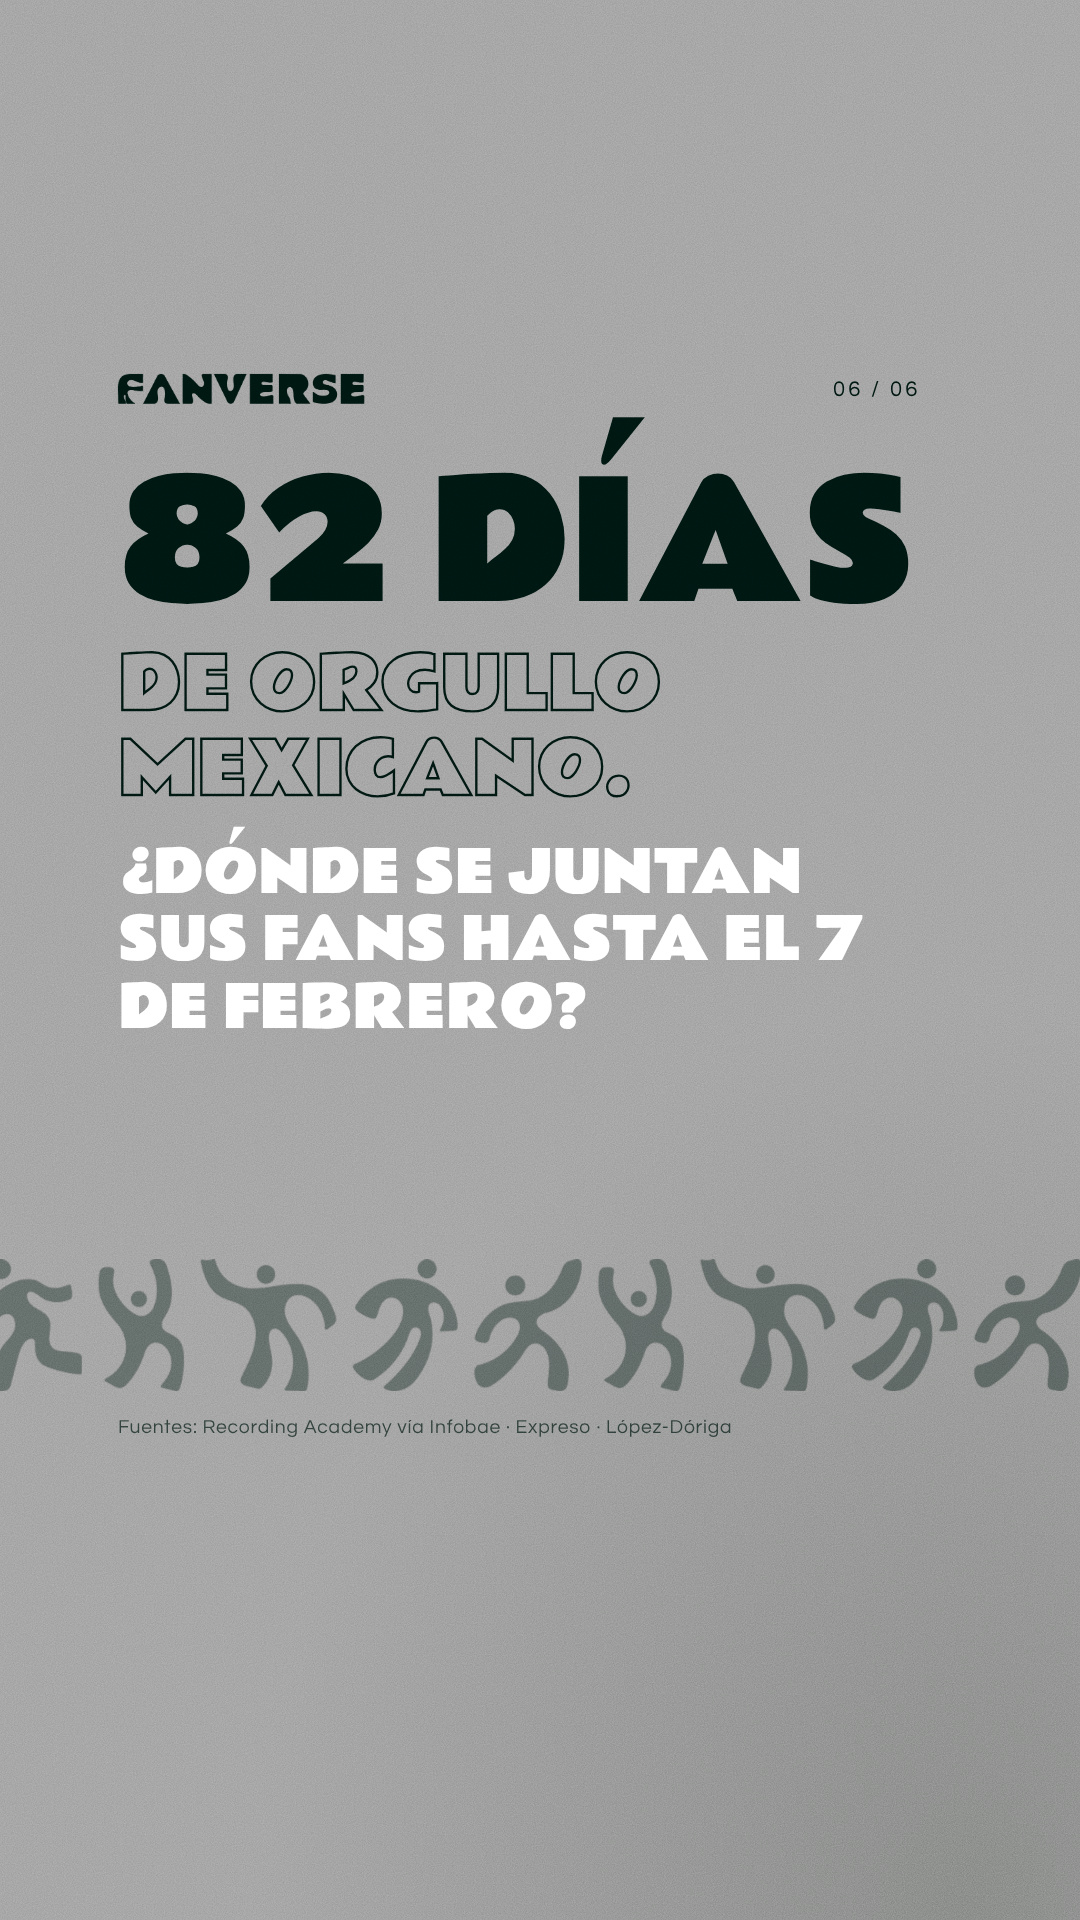 FANVERSE
06 / 06
82 DÍAS
DE ORGULLO
MEXICANO.
¿DÓNDE SE JUNTAN
SUS FANS HASTA EL 7
DE FEBRERO?
Fuentes: Recording Academy vía Infobae · Expreso · López-Dóriga